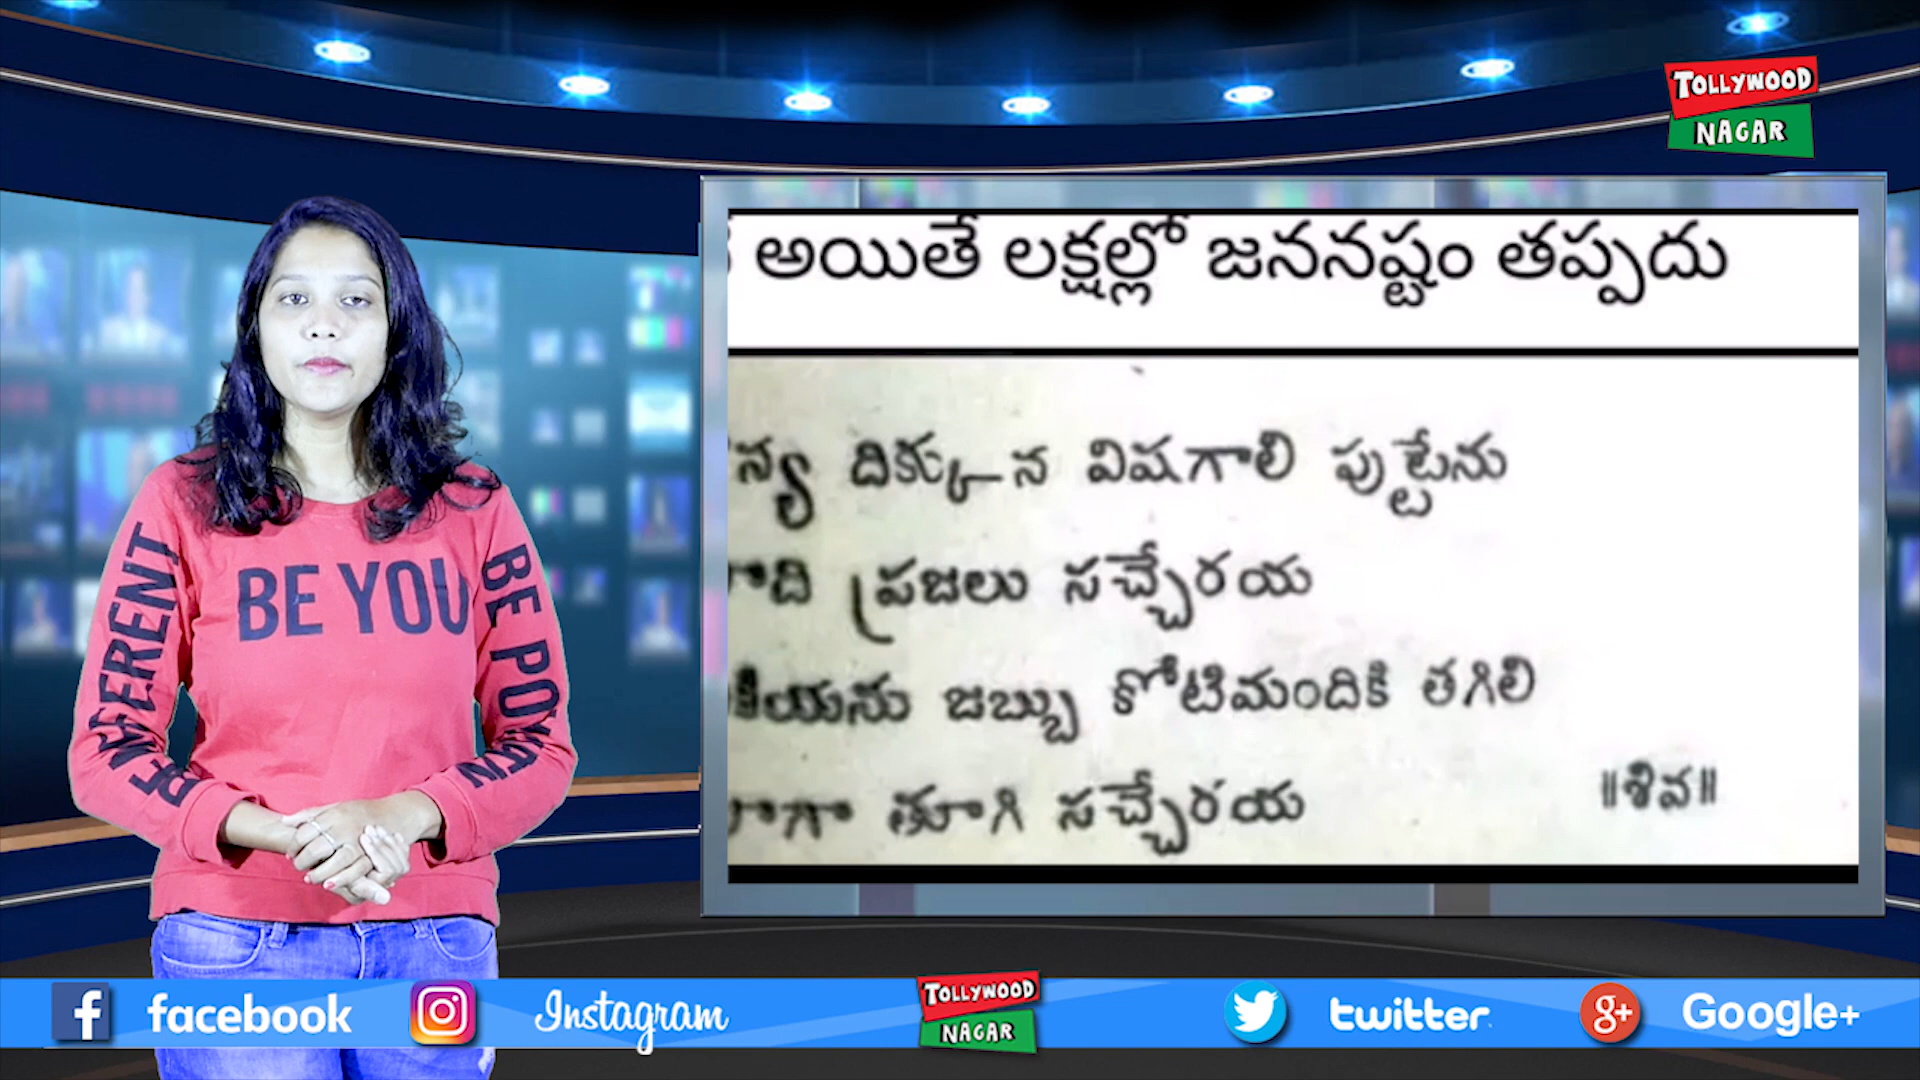 TOLLYWOOD
NAGAR
అయితే లక్షల్లో జననష్టం తప్పదు
దిక్కున విషగాలి పుట్టేను
ప్రజలు సచ్చేరయ
జబ్బు కోటిమందికి తగిలి
తూగి సచ్చేరయ ॥శివ॥
BE YOU
BE DIFFERENT
BE POWER
facebook
Instagram
TOLLYWOOD
NAGAR
twitter
Google+